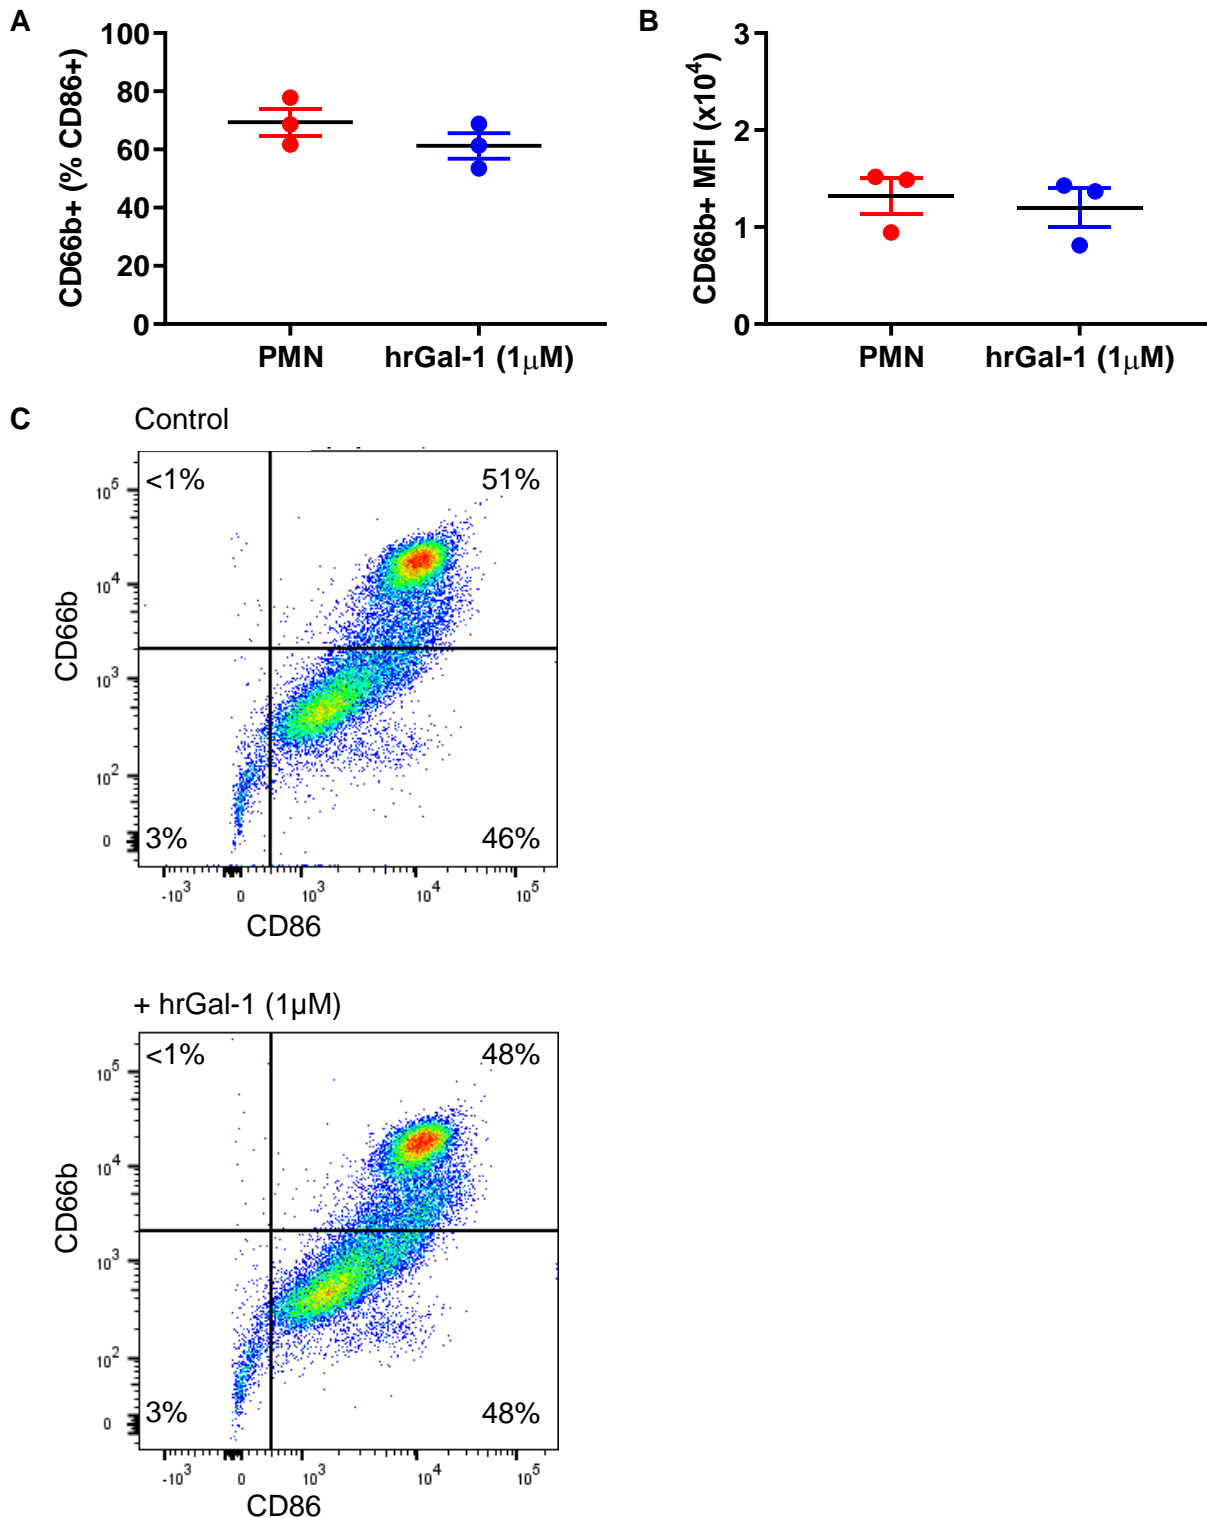 A
CD66b+ (% CD86+)
100
80
60
40
20
0
PMN
hrGal-1 (1μM)
B
CD66b+ MFI (x10⁴)
3
2
1
0
PMN
hrGal-1 (1μM)
C
Control
<1%
51%
3%
46%
CD66b
10⁵
10⁴
10³
10²
0
-10³
0
10³
10⁴
10⁵
CD86
+ hrGal-1 (1µM)
<1%
48%
3%
48%
CD66b
10⁵
10⁴
10³
10²
0
-10³
0
10³
10⁴
10⁵
CD86